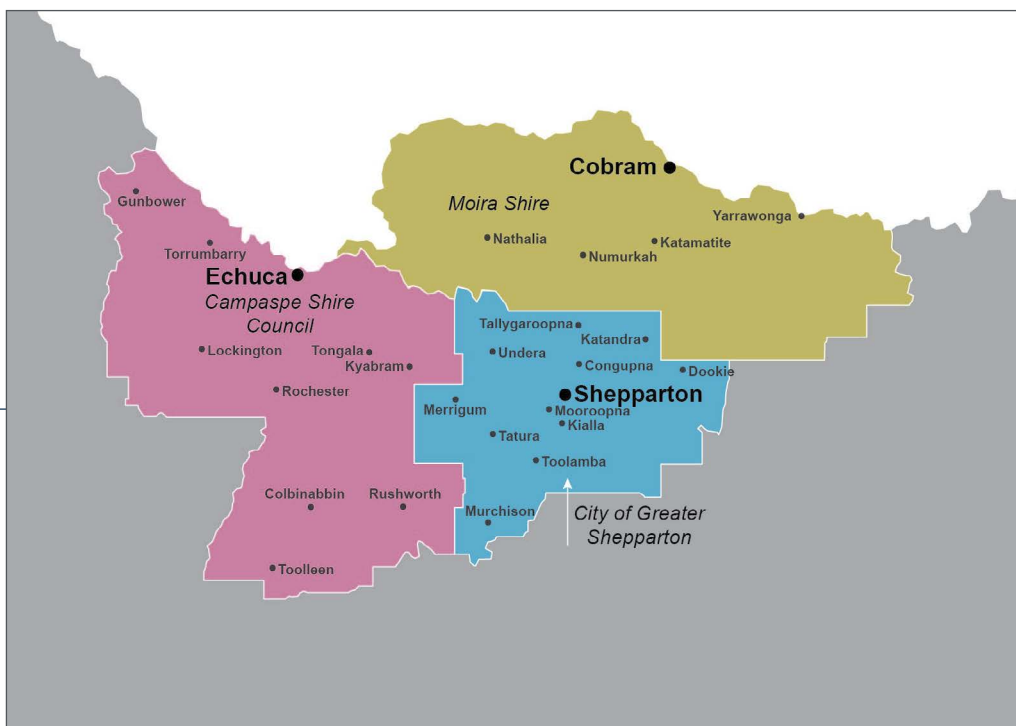 Cobram
Gunbower
Moira Shire
Yarrawonga
Nathalia
Katamatite
Torrumbarry
Numurkah
Echuca
Campaspe Shire
Council
Tallygaroopna
Katandra
Lockington
Tongala
Undera
Kyabram
Congupna
Dookie
Rochester
Shepparton
Merrigum
Mooroopna
Kialla
Tatura
Toolamba
Colbinabbin
Rushworth
Murchison
City of Greater
Shepparton
Toolleen